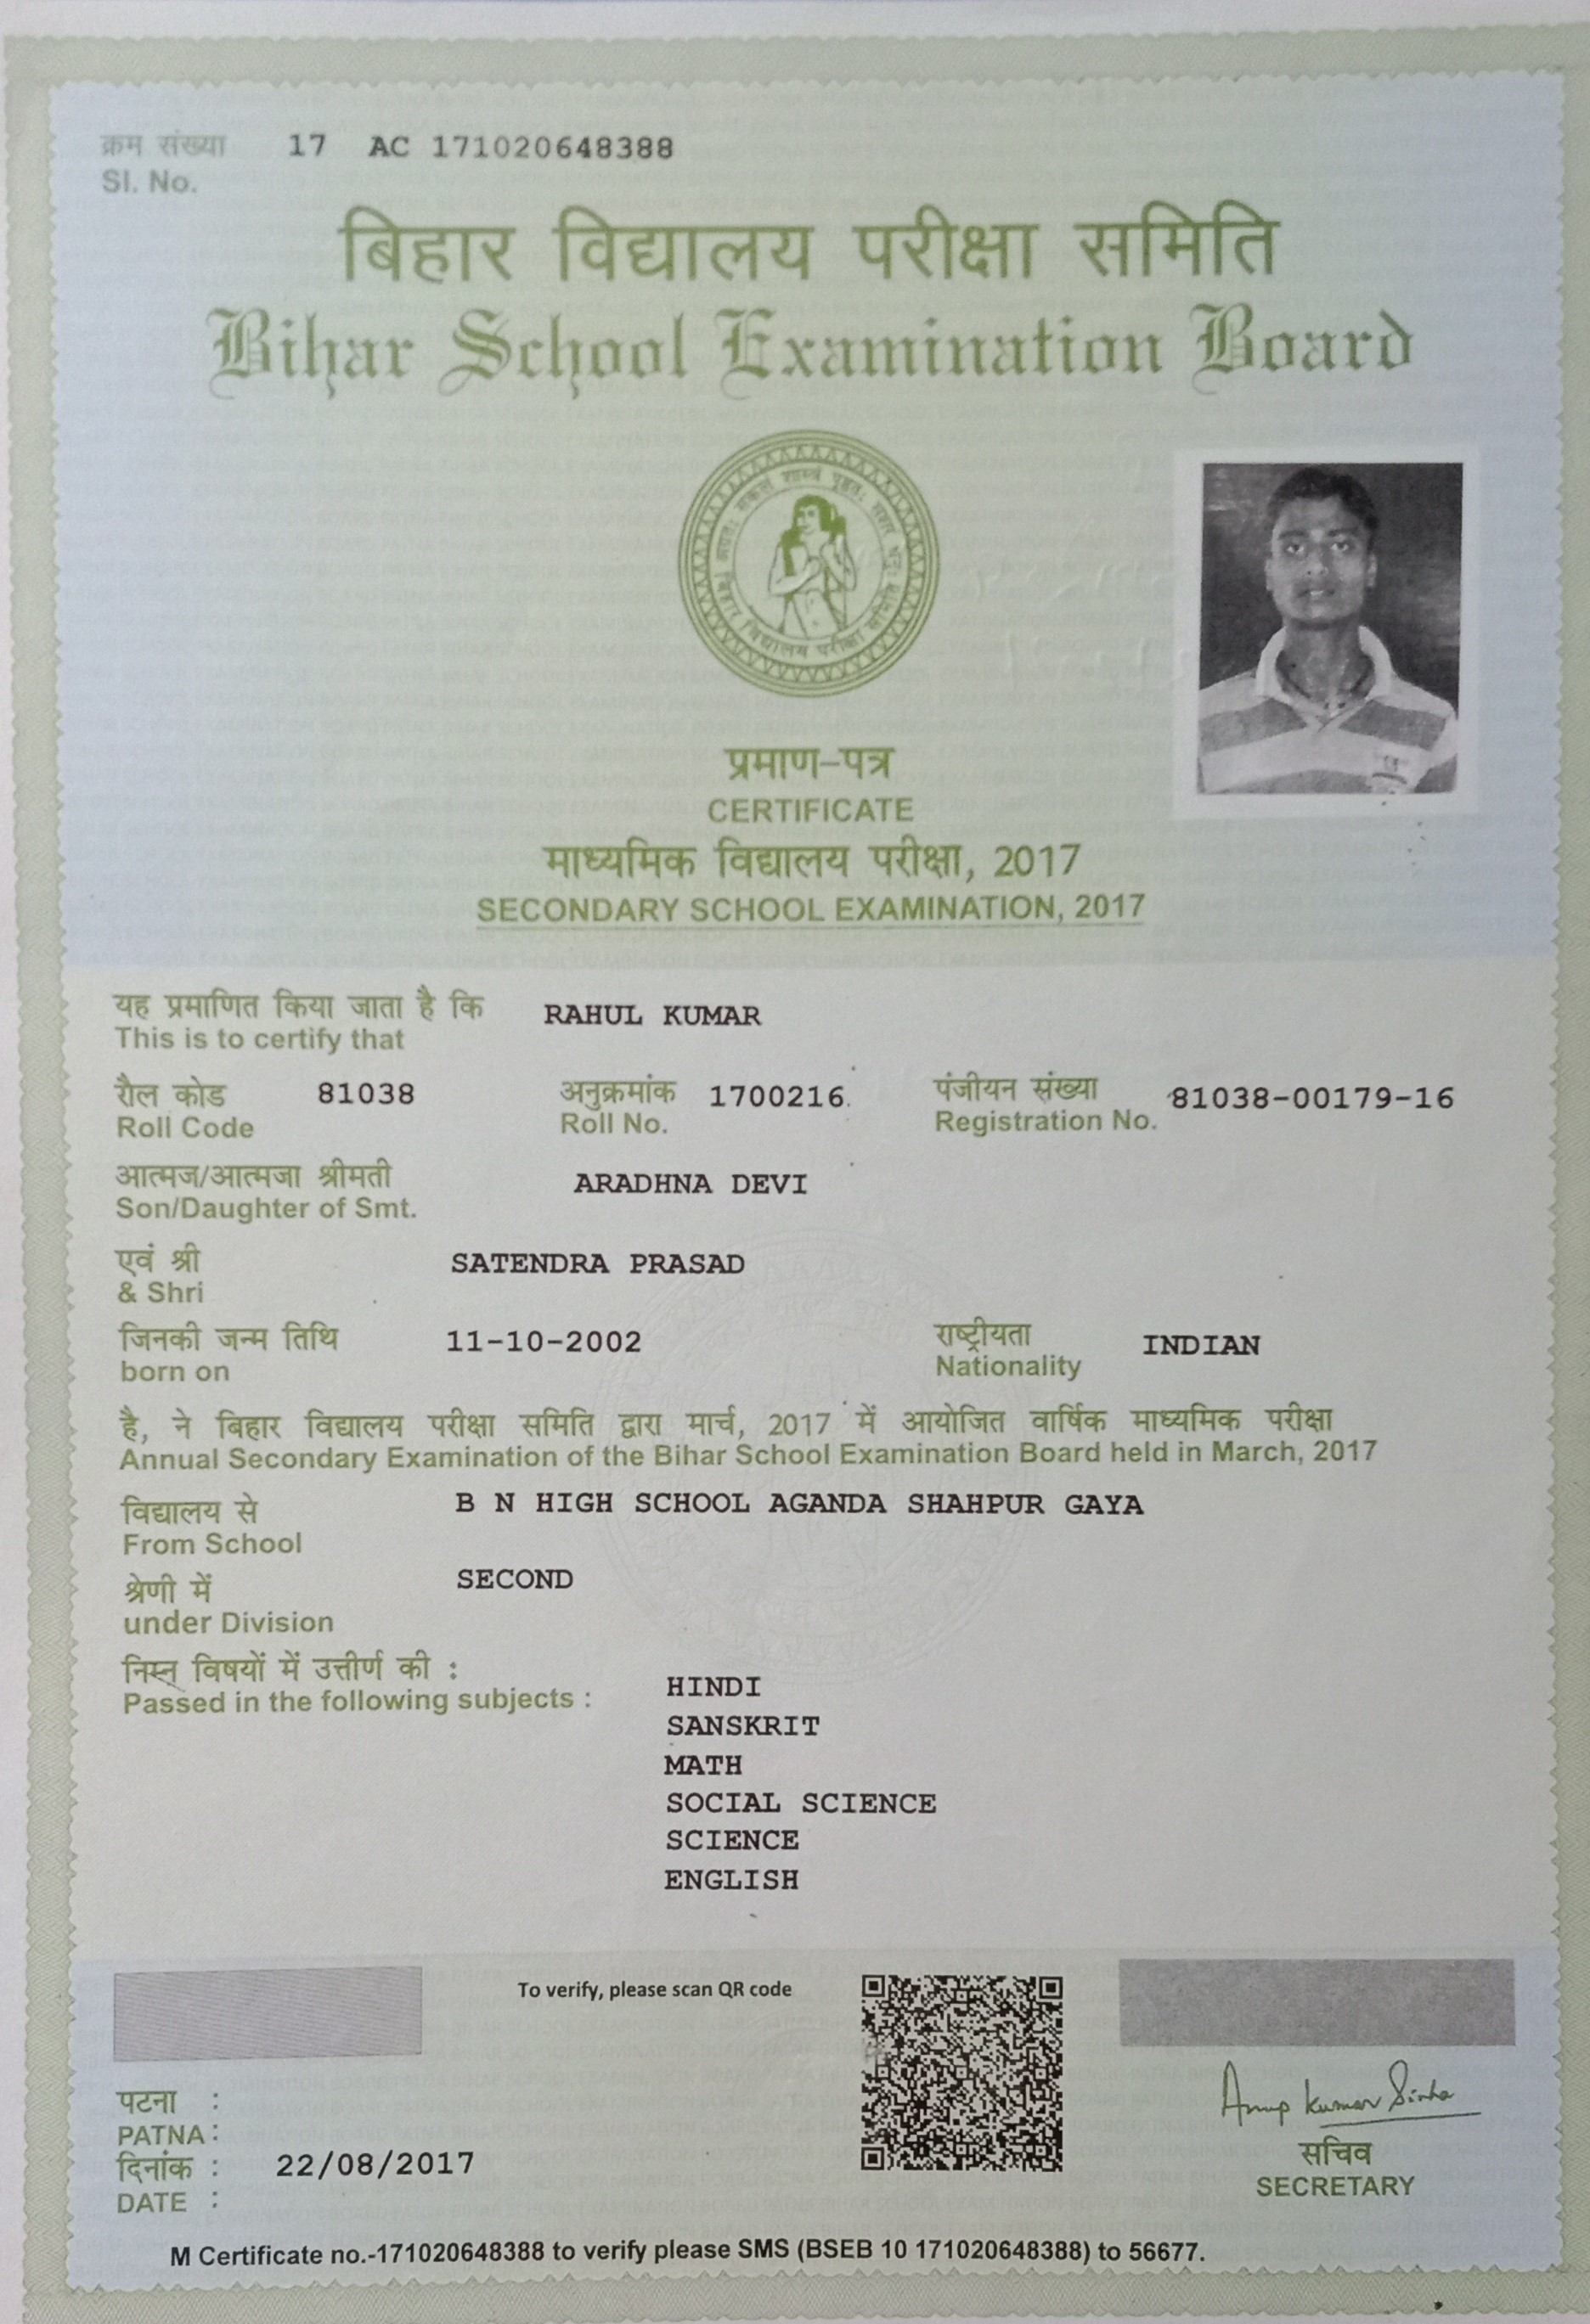 क्रम संख्या 17 AC 171020648388
Sl. No.
बिहार विद्यालय परीक्षा समिति
Bihar School Examination Board
बिहार विद्यालय परीक्षा समिति
प्रमाण-पत्र
CERTIFICATE
माध्यमिक विद्यालय परीक्षा, 2017
SECONDARY SCHOOL EXAMINATION, 2017
यह प्रमाणित किया जाता है कि RAHUL KUMAR
This is to certify that
रौल कोड 81038 अनुक्रमांक 1700216 पंजीयन संख्या 81038-00179-16
Roll Code Roll No. Registration No.
आत्मज/आत्मजा श्रीमती ARADHNA DEVI
Son/Daughter of Smt.
एवं श्री SATENDRA PRASAD
& Shri
जिनकी जन्म तिथि 11-10-2002 राष्ट्रीयता INDIAN
born on Nationality
है, ने बिहार विद्यालय परीक्षा समिति द्वारा मार्च, 2017 में आयोजित वार्षिक माध्यमिक परीक्षा
Annual Secondary Examination of the Bihar School Examination Board held in March, 2017
विद्यालय से B N HIGH SCHOOL AGANDA SHAHPUR GAYA
From School
श्रेणी में SECOND
under Division
निम्न् विषयों में उत्तीर्ण की :
Passed in the following subjects :
HINDI
SANSKRIT
MATH
SOCIAL SCIENCE
SCIENCE
ENGLISH
To verify, please scan QR code
पटना :
PATNA :
दिनांक : 22/08/2017
DATE :
Anup Kumar Sinha
सचिव
SECRETARY
M Certificate no.-171020648388 to verify please SMS (BSEB 10 171020648388) to 56677.